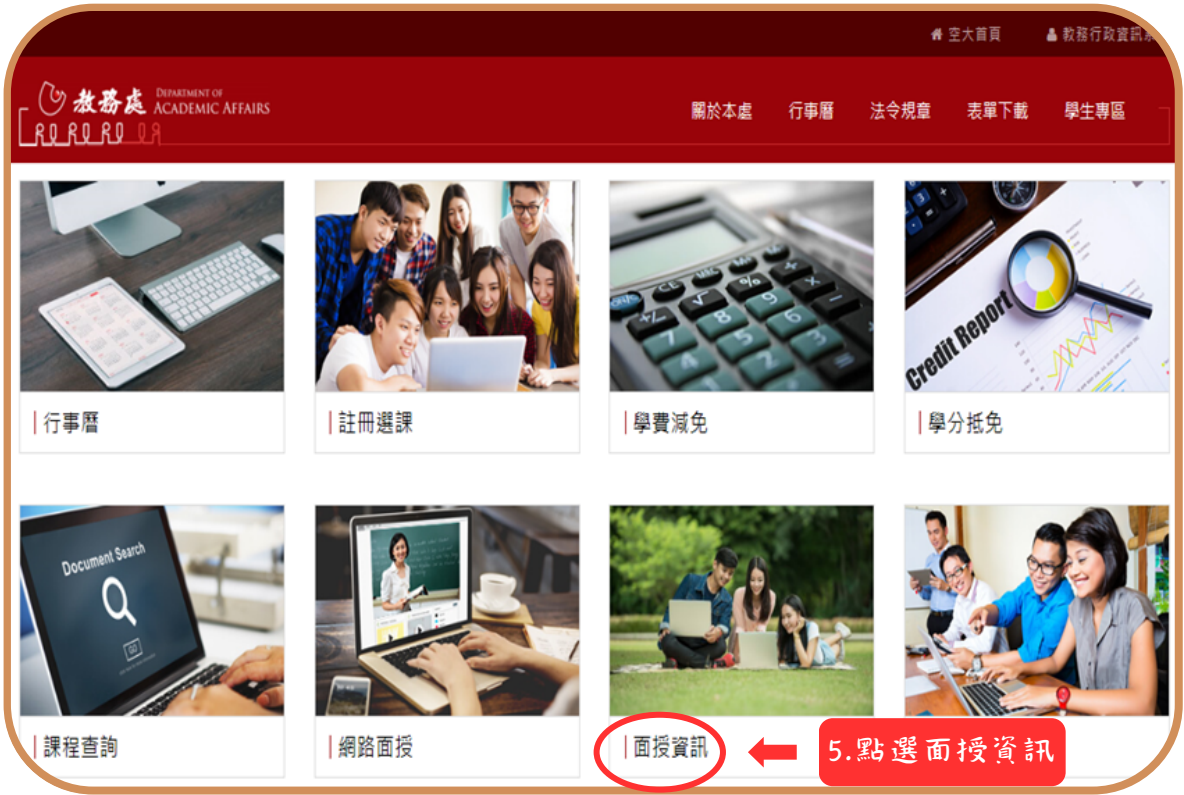 空大首頁
教務行政資訊系
教務處
DEPARTMENT OF
ACADEMIC AFFAIRS
關於本處
行事曆
法令規章
表單下載
學生專區
Credit Report
行事曆
註冊選課
學費減免
學分抵免
Document Search
GO
課程查詢
網路面授
面授資訊
5.點選面授資訊